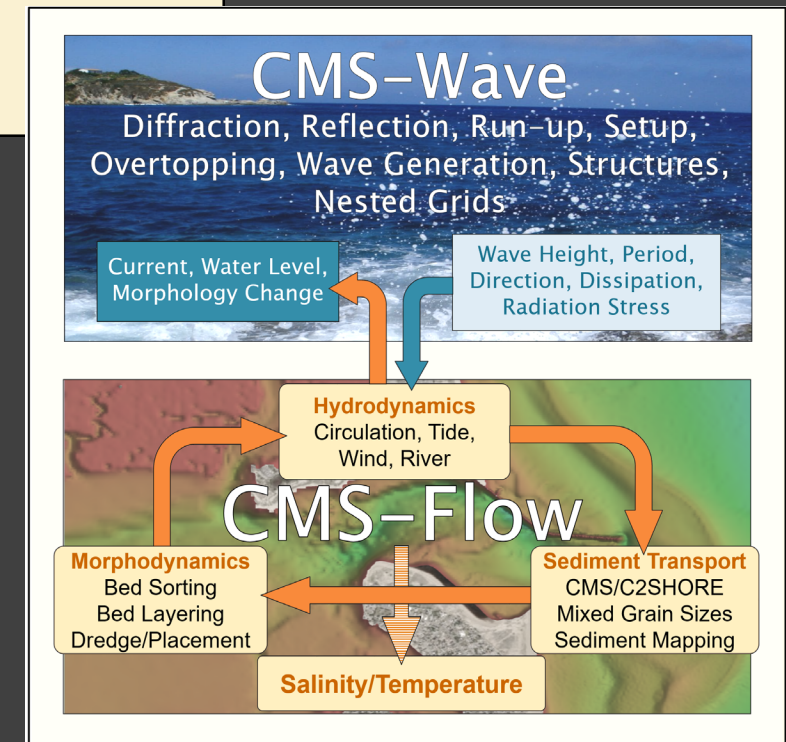 CMS-Wave
Diffraction, Reflection, Run-up, Setup,
Overtopping, Wave Generation, Structures,
Nested Grids
Current, Water Level,
Morphology Change
Wave Height, Period,
Direction, Dissipation,
Radiation Stress
Hydrodynamics
Circulation, Tide,
Wind, River
CMS-Flow
Morphodynamics
Bed Sorting
Bed Layering
Dredge/Placement
Sediment Transport
CMS/C2SHORE
Mixed Grain Sizes
Sediment Mapping
Salinity/Temperature